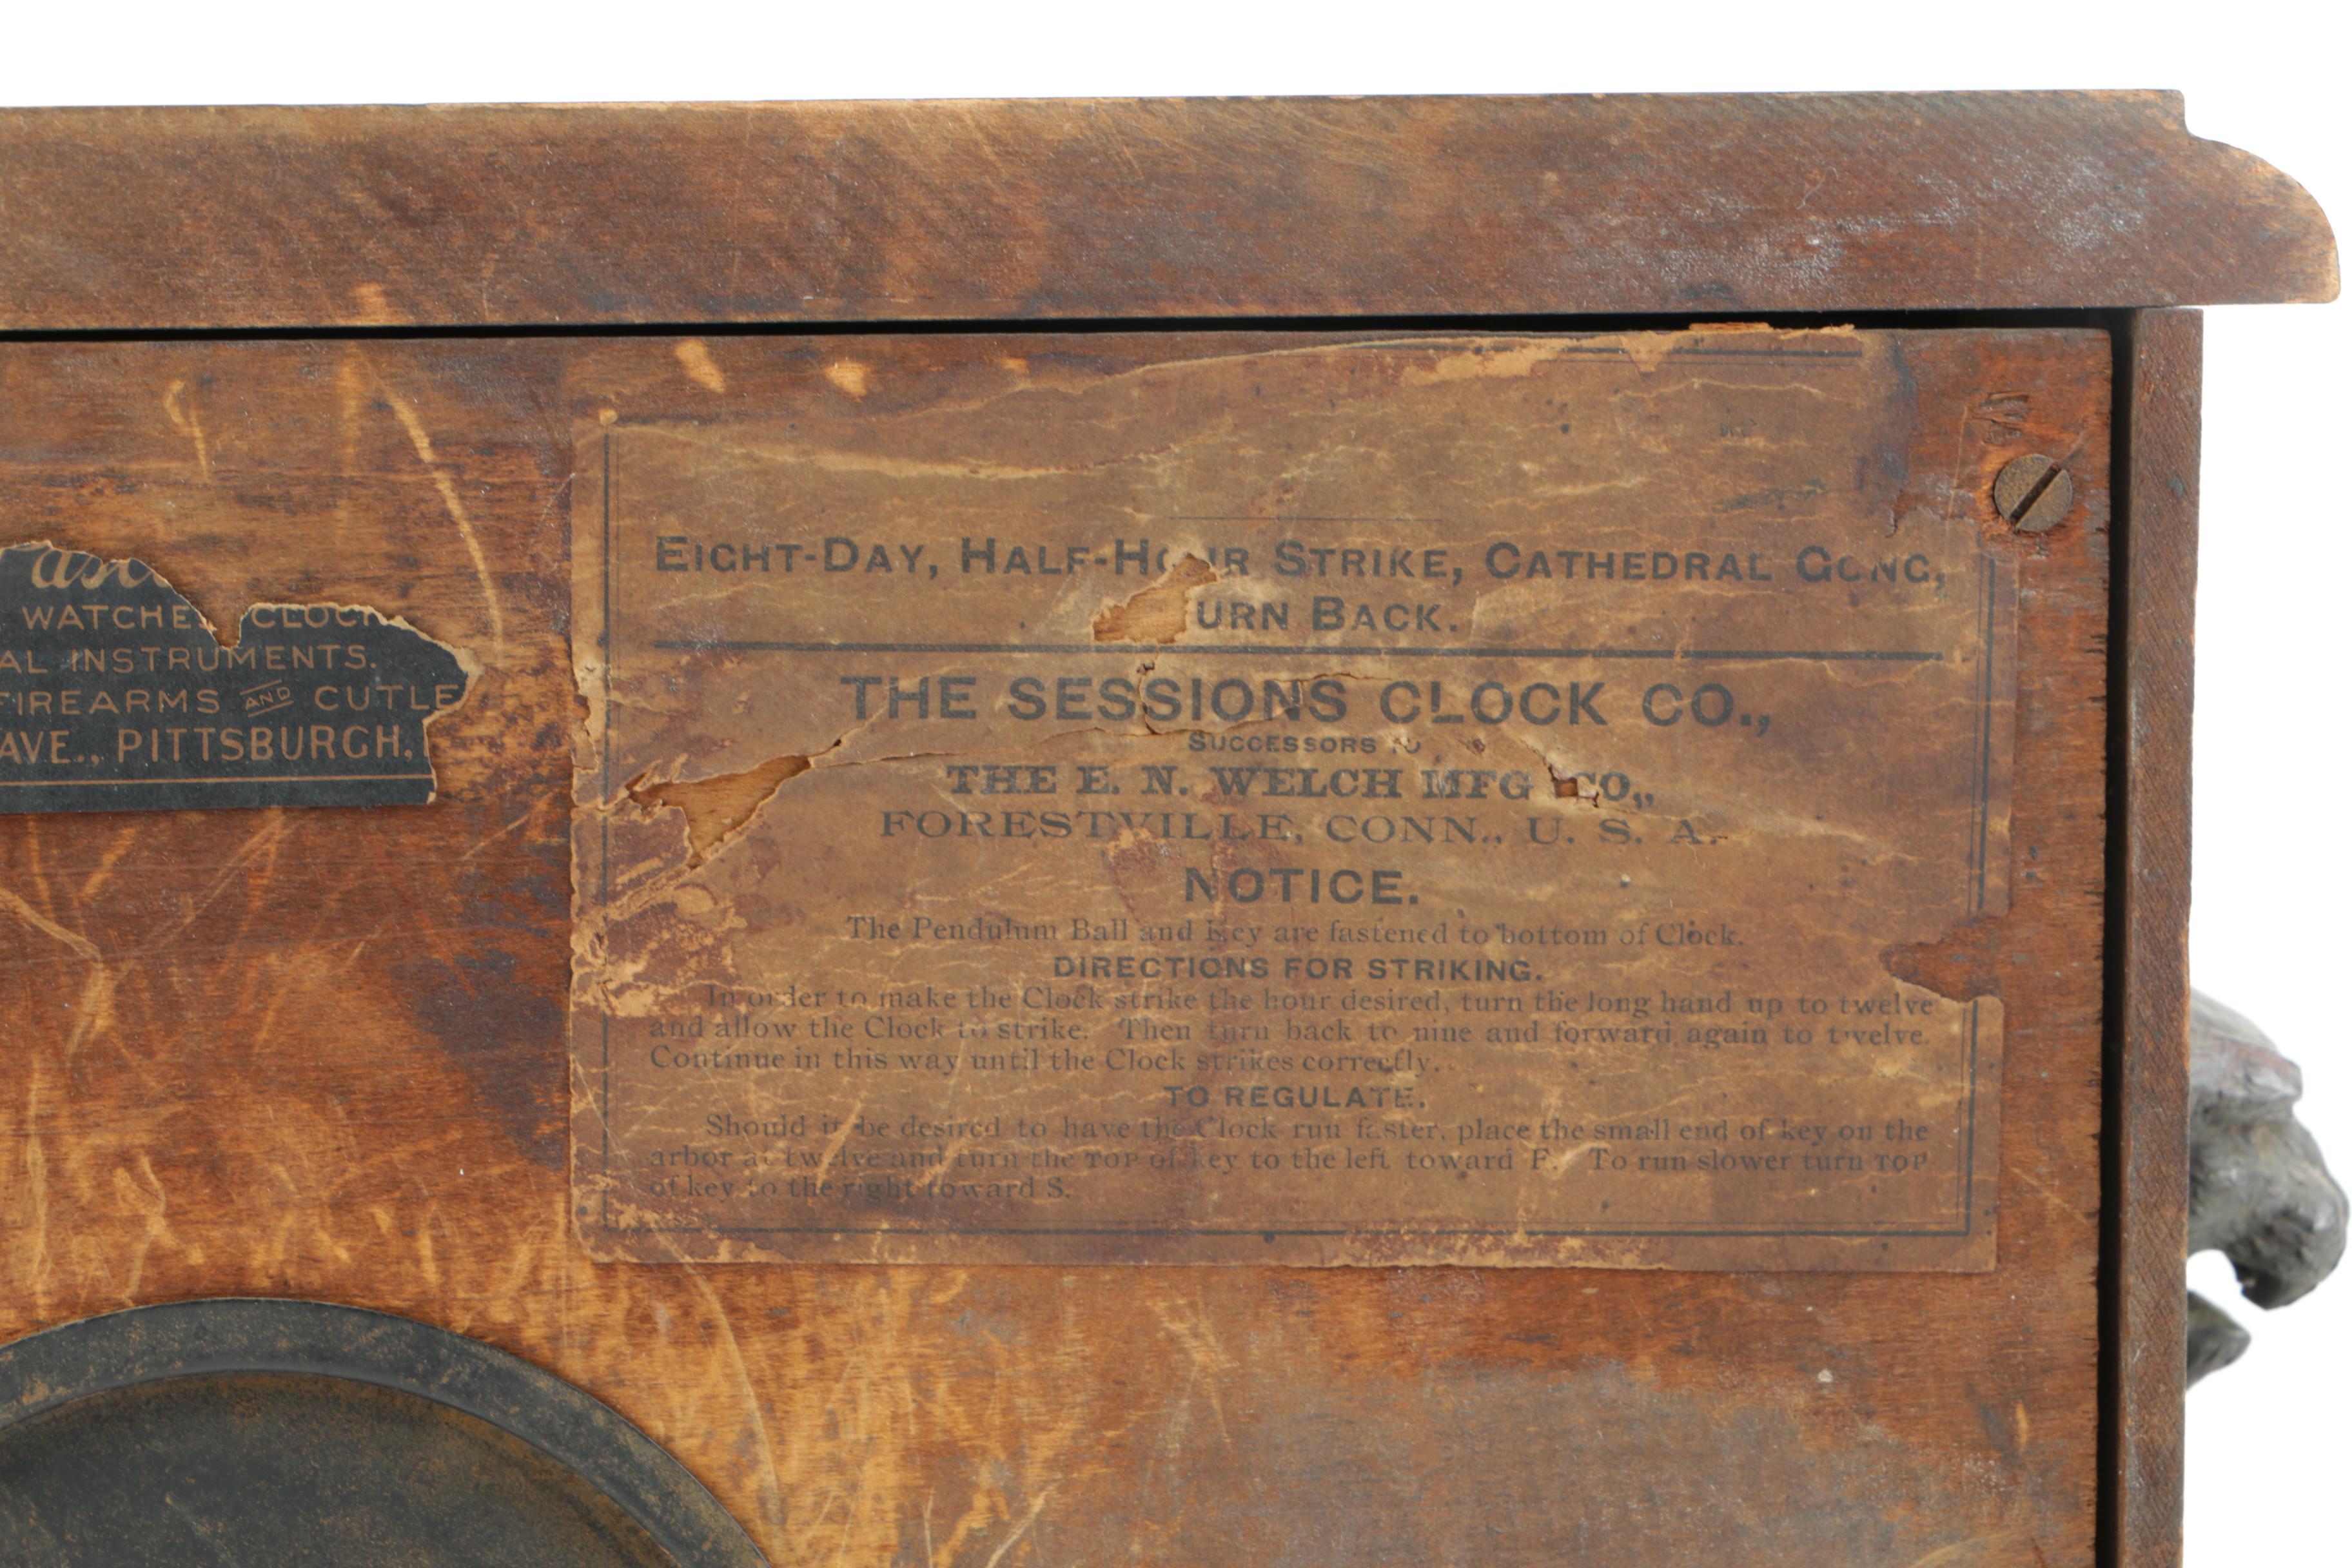 WATCHES, CLOCK
AL INSTRUMENTS.
FIREARMS AND CUTLE
AVE., PITTSBURGH,
EIGHT-DAY, HALF-HOUR STRIKE, CATHEDRAL GONG,
URN BACK.
THE SESSIONS CLOCK CO.,
SUCCESSORS TO
THE E. N. WELCH MFG CO.,
FORESTVILLE, CONN., U. S. A.
NOTICE.
The Pendulum Ball and Key are fastened to bottom of Clock.
DIRECTIONS FOR STRIKING.
In order to make the Clock strike the hour desired, turn the long hand up to twelve
and allow the Clock to strike. Then turn back to nine and forward again to twelve.
Continue in this way until the Clock strikes correctly.
TO REGULATE.
Should it be desired to have the Clock run faster, place the small end of key on the
arbor at twelve and turn the TOP of key to the left toward F. To run slower turn TOP
of key to the right toward S.